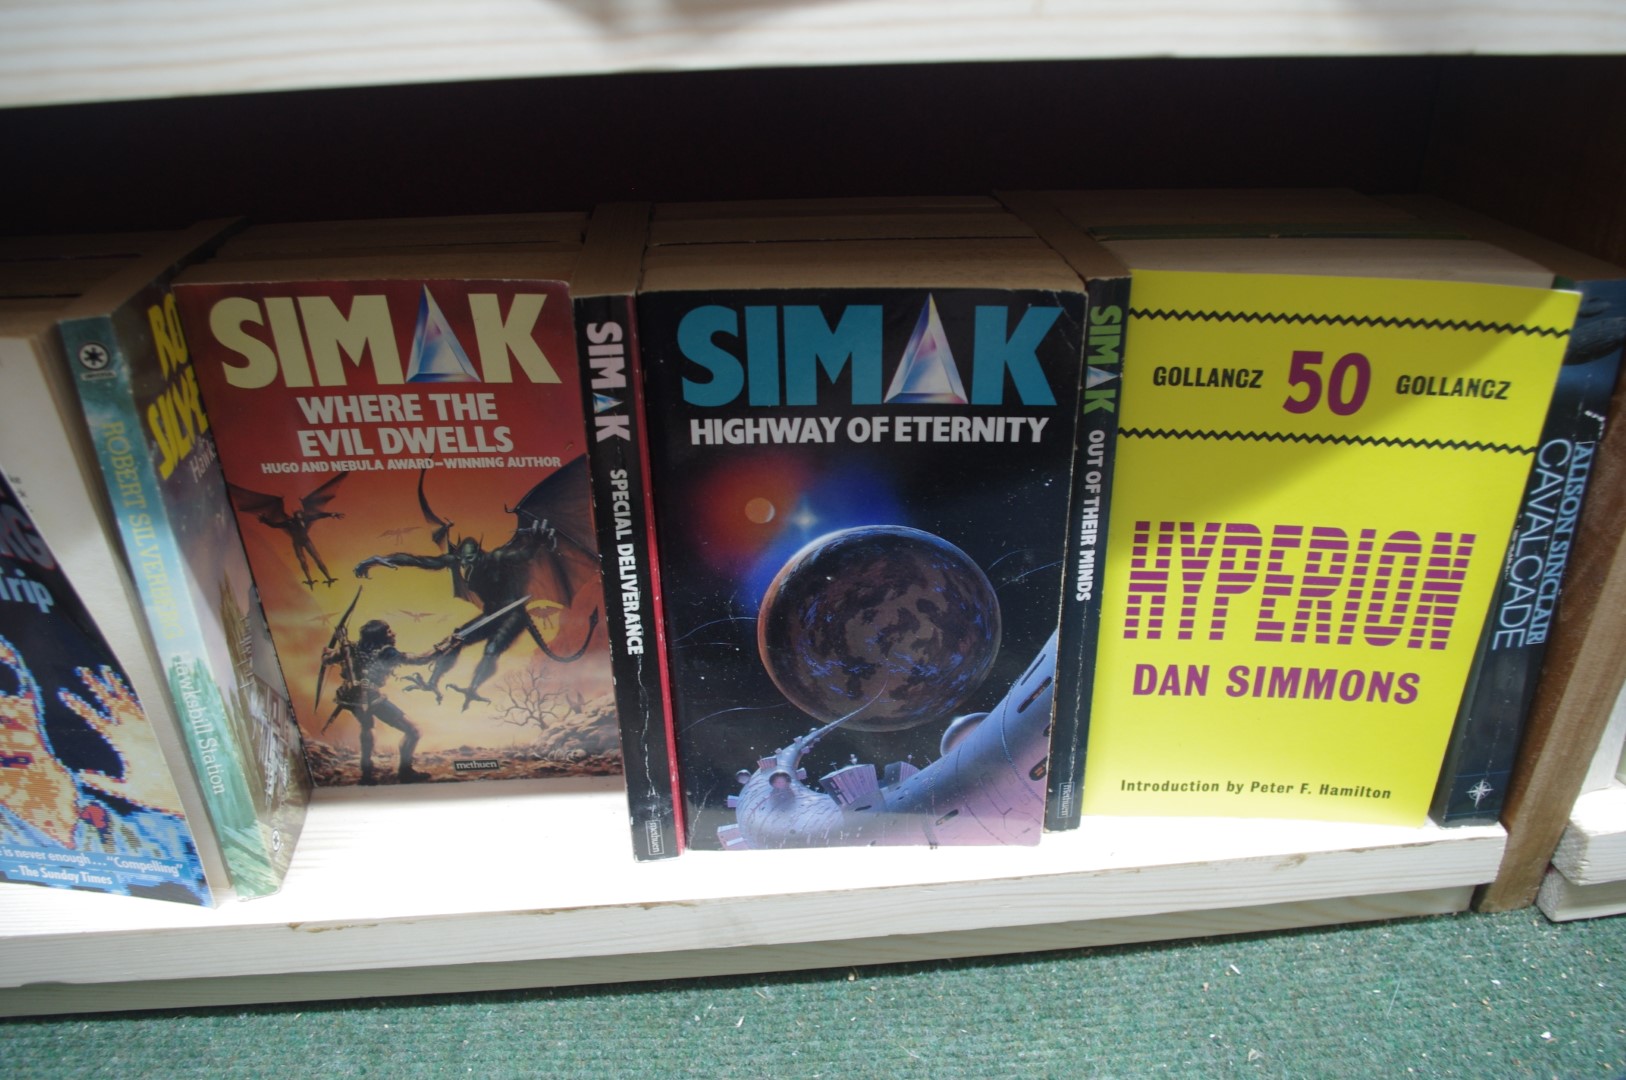 Trip
is never enough... "Compelling"
– The Sunday Times
ROBERT SILVERBERG Hawksbill Station
SIMAK
WHERE THE
EVIL DWELLS
HUGO AND NEBULA AWARD–WINNING AUTHOR
methuen
SIMAK SPECIAL DELIVERANCE
methuen
SIMAK
HIGHWAY OF ETERNITY
SIMAK OUT OF THEIR MINDS
methuen
GOLLANCZ 50 GOLLANCZ
HYPERION
DAN SIMMONS
Introduction by Peter F. Hamilton
ALISON SINCLAIR
CAVALCADE